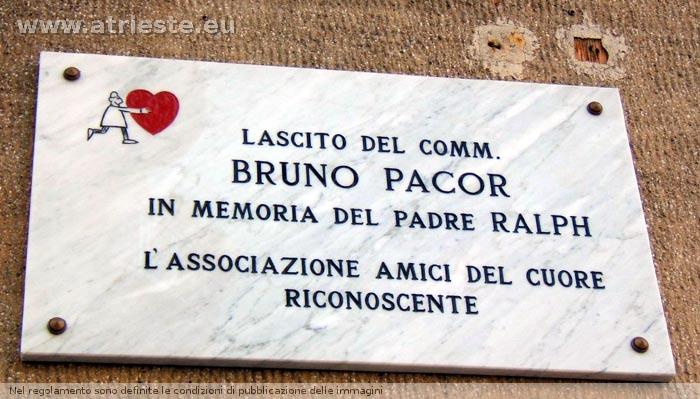 www.atrieste.eu
LASCITO DEL COMM.
BRUNO PACOR
IN MEMORIA DEL PADRE RALPH
L'ASSOCIAZIONE AMICI DEL CUORE
RICONOSCENTE
Nel regolamento sono definite le condizioni di pubblicazione delle immagini